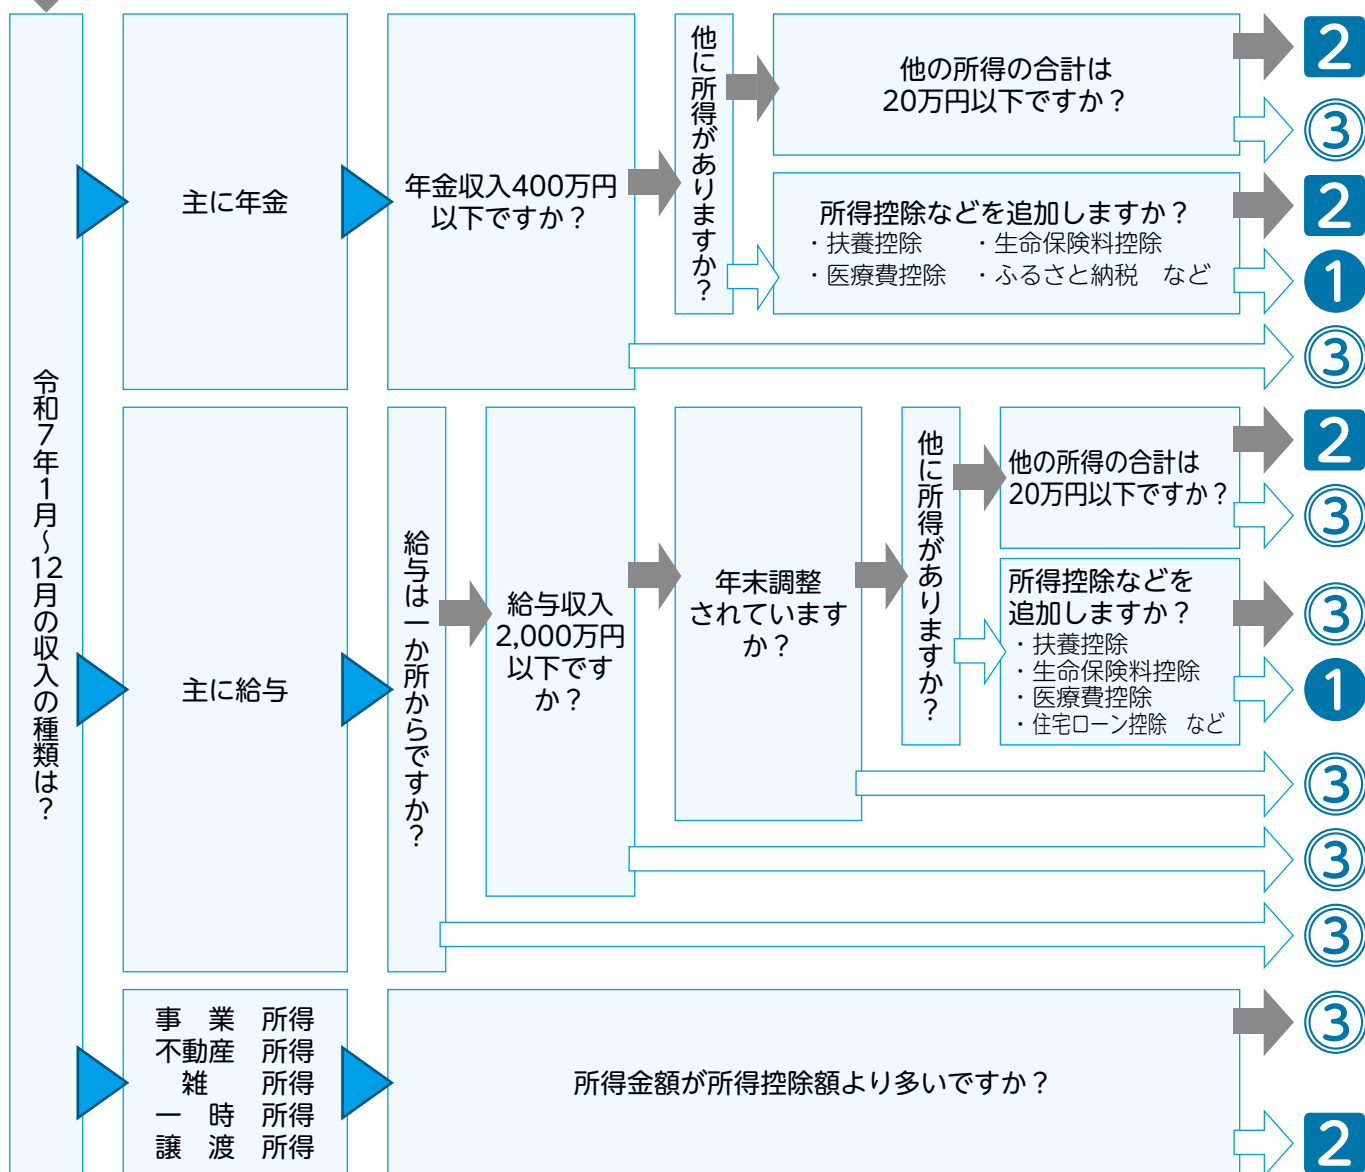 令和7年1月～12月の収入の種類は？
主に年金
年金収入400万円
以下ですか？
他に所得がありますか？
他の所得の合計は
20万円以下ですか？
2
3
所得控除などを追加しますか？
・扶養控除　・生命保険料控除
・医療費控除　・ふるさと納税　など
2
1
3
主に給与
給与は一か所からですか？
給与収入
2,000万円
以下です
か？
年末調整
されています
か？
他に所得がありますか？
他の所得の合計は
20万円以下ですか？
2
3
所得控除などを
追加しますか？
・扶養控除
・生命保険料控除
・医療費控除
・住宅ローン控除　など
3
1
3
3
3
事　業　所得
不動産　所得
雑　所得
一　時　所得
譲　渡　所得
所得金額が所得控除額より多いですか？
3
2